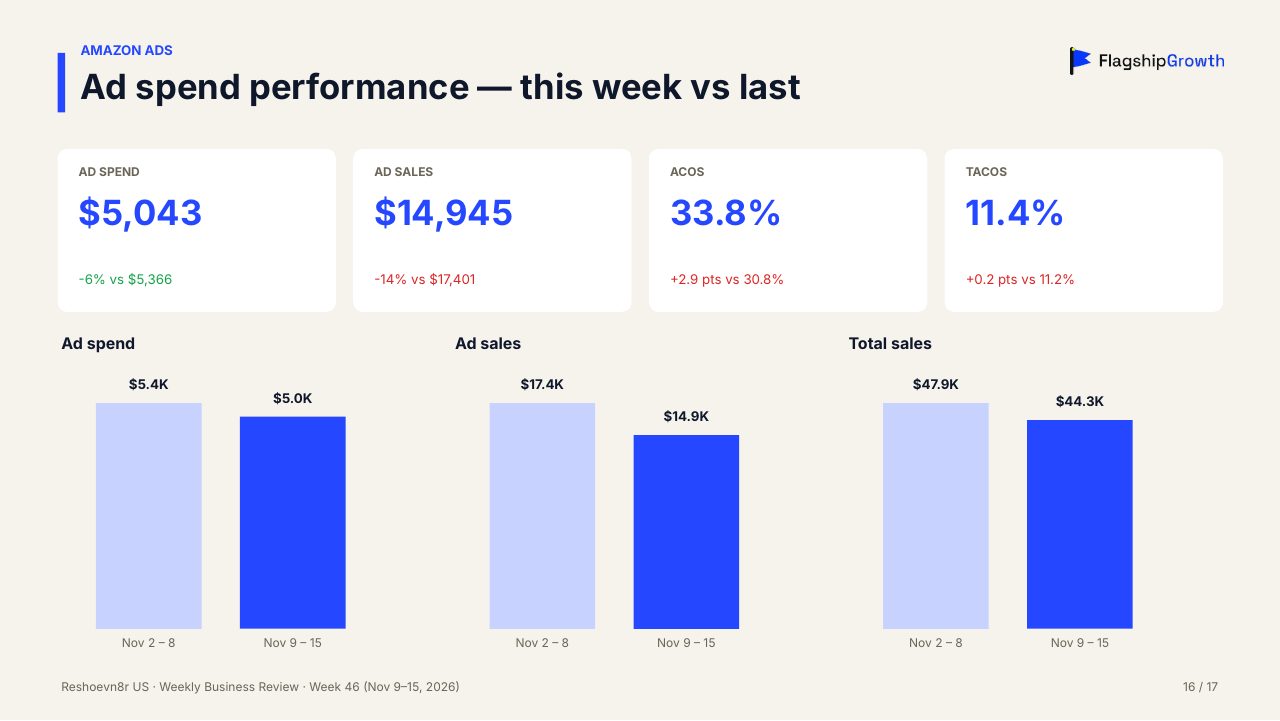 AMAZON ADS
Ad spend performance — this week vs last
FlagshipGrowth
AD SPEND
$5,043
-6% vs $5,366
AD SALES
$14,945
-14% vs $17,401
ACOS
33.8%
+2.9 pts vs 30.8%
TACOS
11.4%
+0.2 pts vs 11.2%
Ad spend
$5.4K
$5.0K
Nov 2 – 8
Nov 9 – 15
Ad sales
$17.4K
$14.9K
Nov 2 – 8
Nov 9 – 15
Total sales
$47.9K
$44.3K
Nov 2 – 8
Nov 9 – 15
Reshoevn8r US · Weekly Business Review · Week 46 (Nov 9–15, 2026)
16 / 17